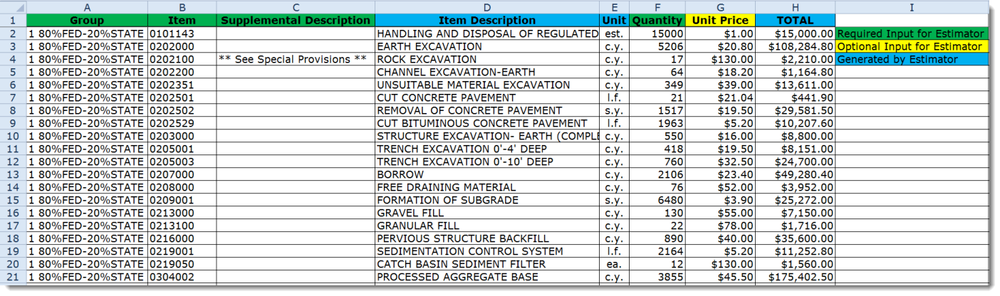 A B C D E F G H I
1 Group Item Supplemental Description Item Description Unit Quantity Unit Price TOTAL
2 1 80%FED-20%STATE 0101143 HANDLING AND DISPOSAL OF REGULATED est. 15000 $1.00 $15,000.00 Required Input for Estimator
3 1 80%FED-20%STATE 0202000 EARTH EXCAVATION c.y. 5206 $20.80 $108,284.80 Optional Input for Estimator
4 1 80%FED-20%STATE 0202100 ** See Special Provisions ** ROCK EXCAVATION c.y. 17 $130.00 $2,210.00 Generated by Estimator
5 1 80%FED-20%STATE 0202200 CHANNEL EXCAVATION-EARTH c.y. 64 $18.20 $1,164.80
6 1 80%FED-20%STATE 0202351 UNSUITABLE MATERIAL EXCAVATION c.y. 349 $39.00 $13,611.00
7 1 80%FED-20%STATE 0202501 CUT CONCRETE PAVEMENT l.f. 21 $21.04 $441.90
8 1 80%FED-20%STATE 0202502 REMOVAL OF CONCRETE PAVEMENT s.y. 1517 $19.50 $29,581.50
9 1 80%FED-20%STATE 0202529 CUT BITUMINOUS CONCRETE PAVEMENT l.f. 1963 $5.20 $10,207.60
10 1 80%FED-20%STATE 0203000 STRUCTURE EXCAVATION- EARTH (COMPLE c.y. 550 $16.00 $8,800.00
11 1 80%FED-20%STATE 0205001 TRENCH EXCAVATION 0'-4' DEEP c.y. 418 $19.50 $8,151.00
12 1 80%FED-20%STATE 0205003 TRENCH EXCAVATION 0'-10' DEEP c.y. 760 $32.50 $24,700.00
13 1 80%FED-20%STATE 0207000 BORROW c.y. 2106 $23.40 $49,280.40
14 1 80%FED-20%STATE 0208000 FREE DRAINING MATERIAL c.y. 76 $52.00 $3,952.00
15 1 80%FED-20%STATE 0209001 FORMATION OF SUBGRADE s.y. 6480 $3.90 $25,272.00
16 1 80%FED-20%STATE 0213000 GRAVEL FILL c.y. 130 $55.00 $7,150.00
17 1 80%FED-20%STATE 0213100 GRANULAR FILL c.y. 22 $78.00 $1,716.00
18 1 80%FED-20%STATE 0216000 PERVIOUS STRUCTURE BACKFILL c.y. 890 $40.00 $35,600.00
19 1 80%FED-20%STATE 0219001 SEDIMENTATION CONTROL SYSTEM l.f. 2164 $5.20 $11,252.80
20 1 80%FED-20%STATE 0219050 CATCH BASIN SEDIMENT FILTER ea. 12 $130.00 $1,560.00
21 1 80%FED-20%STATE 0304002 PROCESSED AGGREGATE BASE c.y. 3855 $45.50 $175,402.50